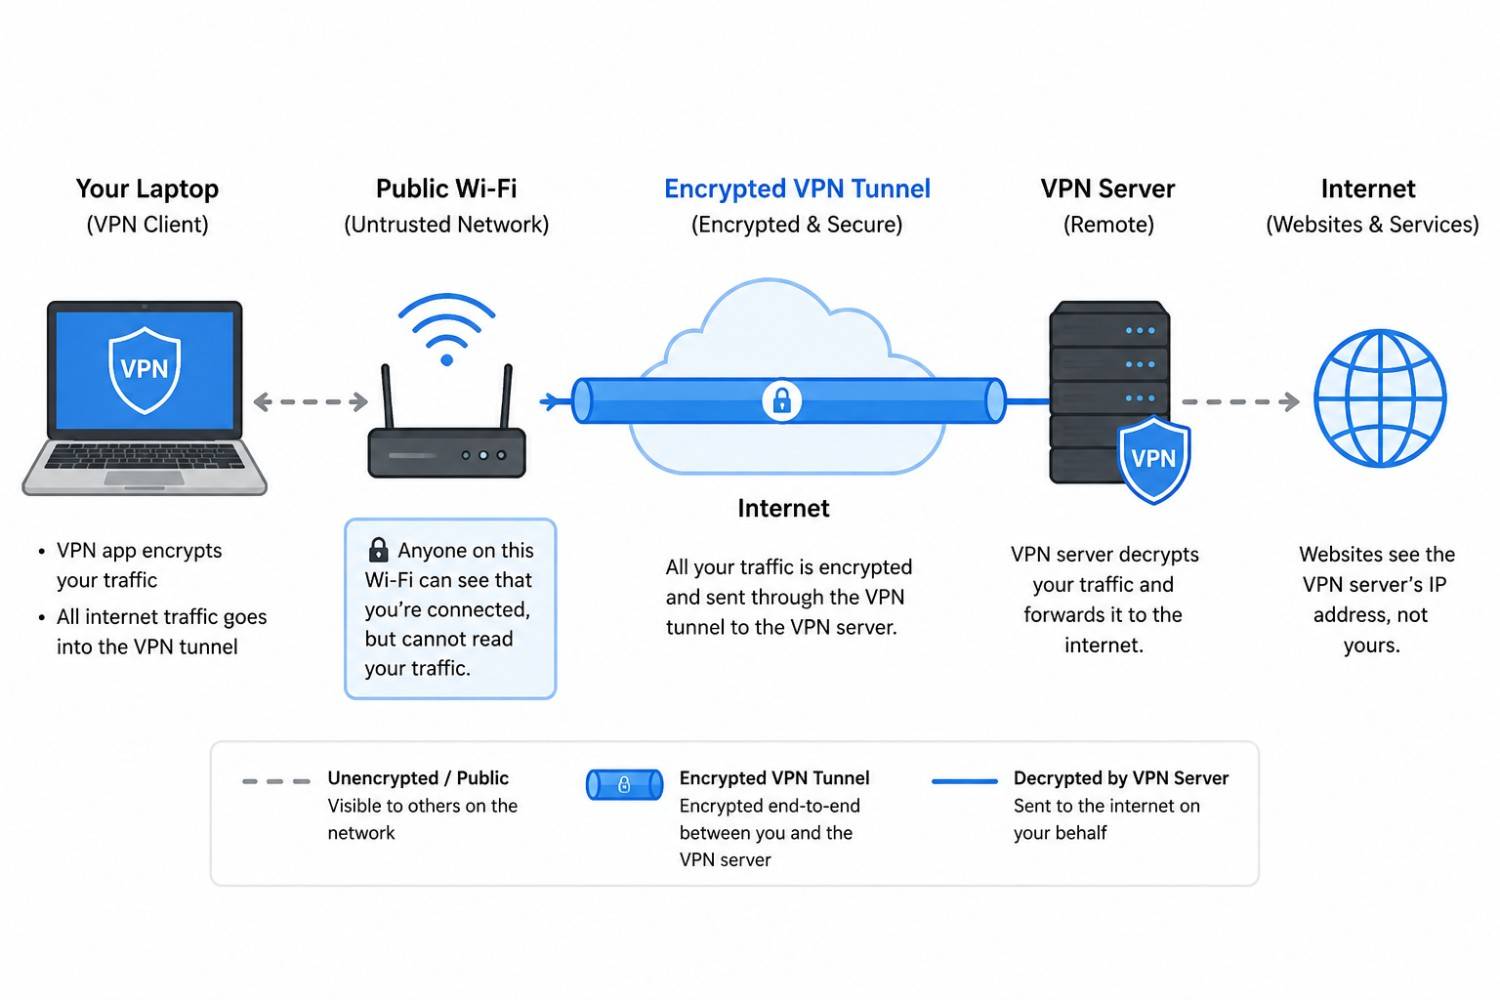 Your Laptop
(VPN Client)
VPN
• VPN app encrypts
your traffic
• All internet traffic goes
into the VPN tunnel
Public Wi-Fi
(Untrusted Network)
Anyone on this
Wi-Fi can see that
you're connected,
but cannot read
your traffic.
Encrypted VPN Tunnel
(Encrypted & Secure)
Internet
All your traffic is encrypted
and sent through the VPN
tunnel to the VPN server.
VPN Server
(Remote)
VPN
VPN server decrypts
your traffic and
forwards it to the
internet.
Internet
(Websites & Services)
Websites see the
VPN server's IP
address, not
yours.
Unencrypted / Public
Visible to others on the
network
Encrypted VPN Tunnel
Encrypted end-to-end
between you and the
VPN server
Decrypted by VPN Server
Sent to the internet on
your behalf